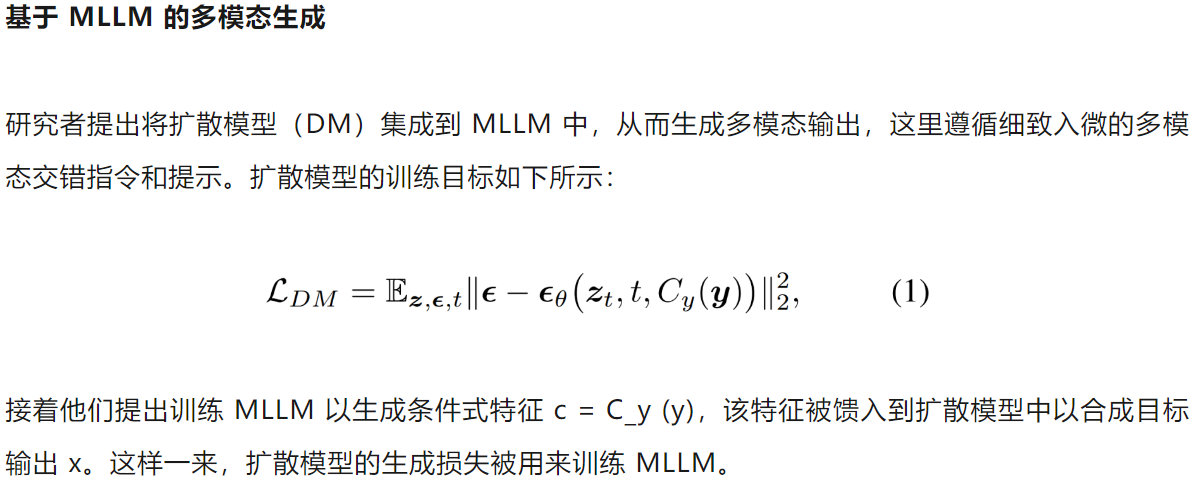 基于 MLLM 的多模态生成
研究者提出将扩散模型（DM）集成到 MLLM 中，从而生成多模态输出，这里遵循细致入微的多模
态交错指令和提示。扩散模型的训练目标如下所示：
$\mathcal{L}_{DM} = \mathbb{E}_{\boldsymbol{z},\boldsymbol{\epsilon},t} \|\boldsymbol{\epsilon} - \boldsymbol{\epsilon}_\theta(\boldsymbol{z}_t, t, C_y(\boldsymbol{y}))\|_2^2, \quad (1)$
接着他们提出训练 MLLM 以生成条件式特征 c = C_y (y)，该特征被馈入到扩散模型中以合成目标
输出 x。这样一来，扩散模型的生成损失被用来训练 MLLM。